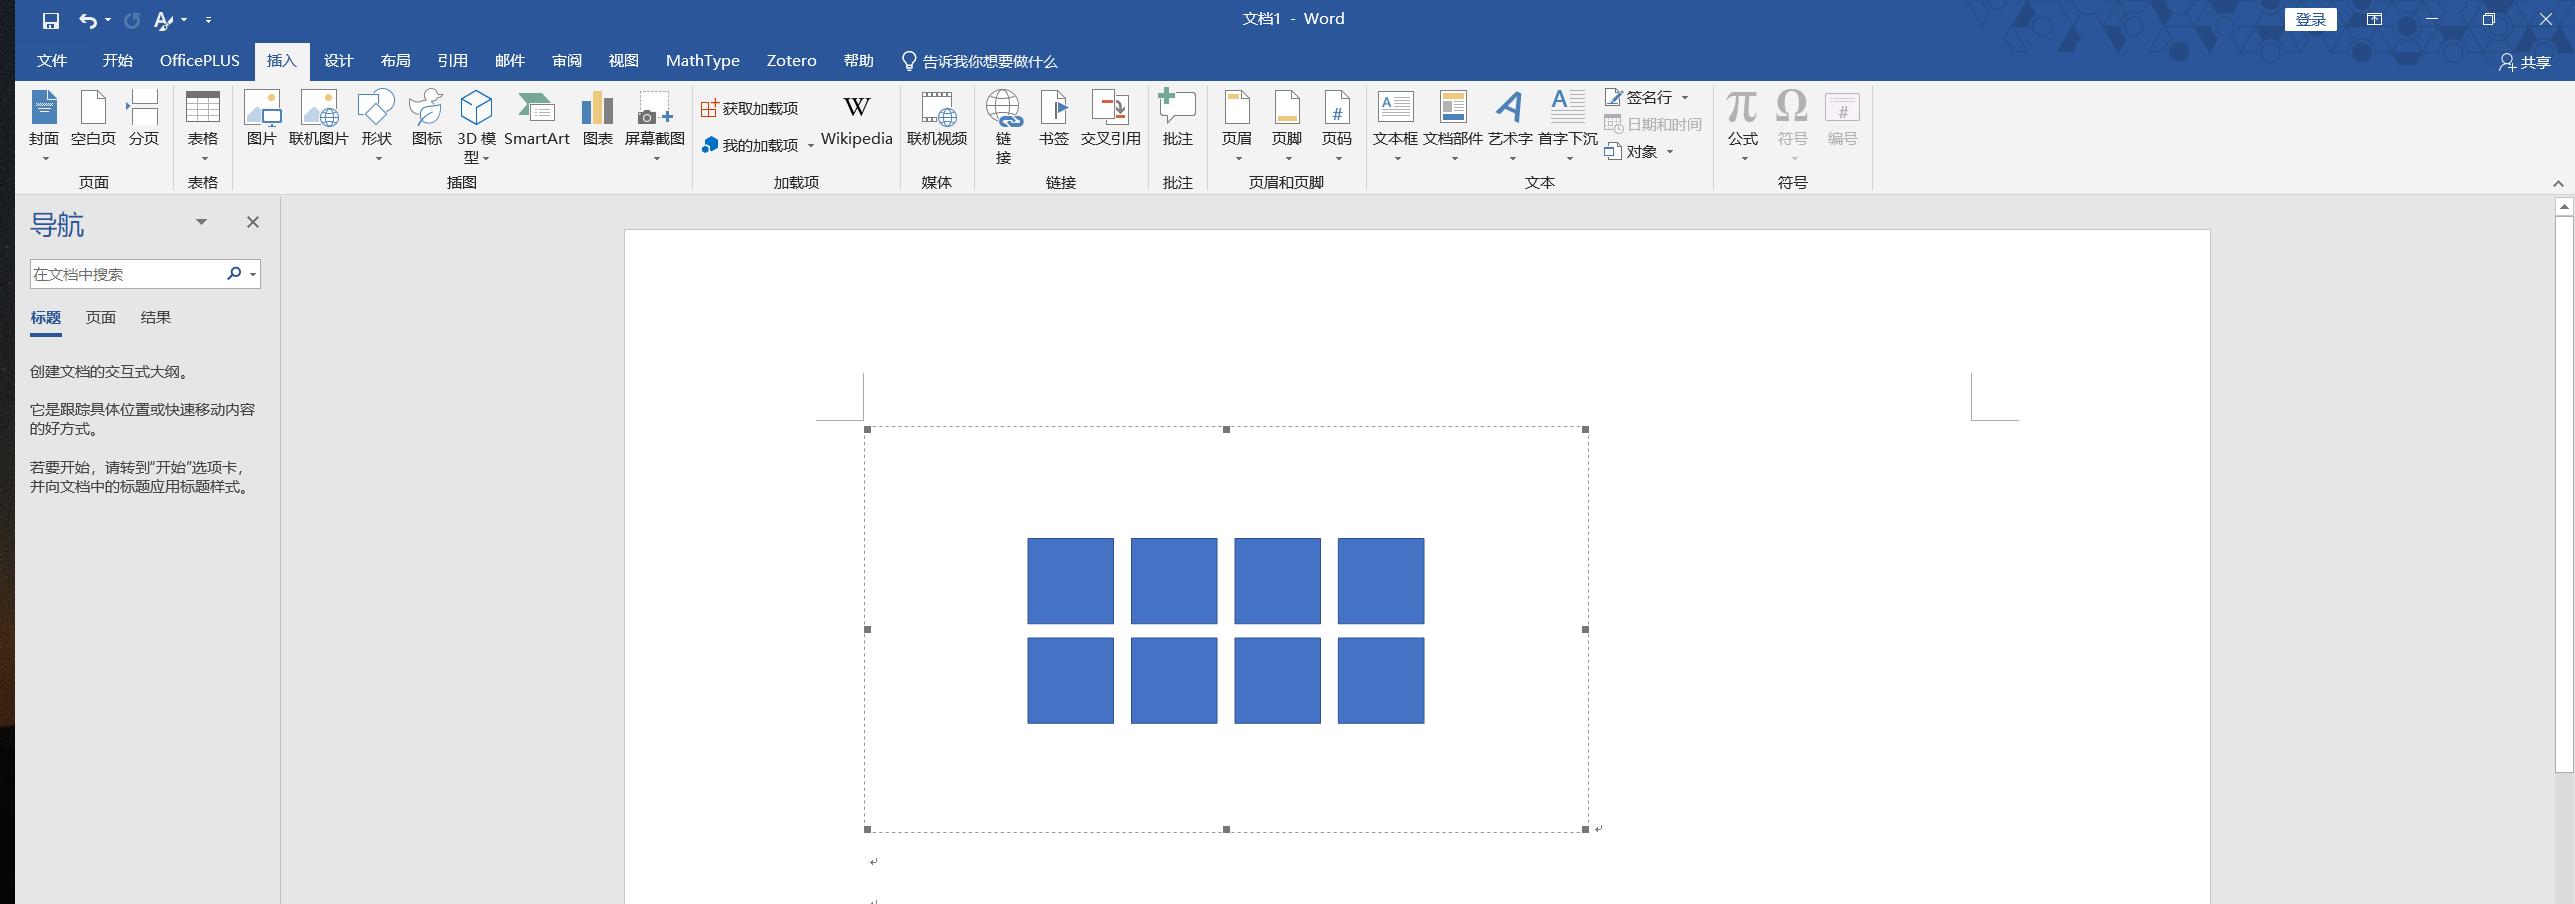 文档1 - Word
登录
文件 开始 OfficePLUS 插入 设计 布局 引用 邮件 审阅 视图 MathType Zotero 帮助 告诉我你想要做什么 共享
封面 空白页 分页 表格 图片 联机图片 形状 图标 3D 模型 SmartArt 图表 屏幕截图 获取加载项 我的加载项 Wikipedia 联机视频 链接 书签 交叉引用 批注 页眉 页脚 页码 文本框 文档部件 艺术字 首字下沉 签名行 日期和时间 对象 公式 符号 编号
页面 表格 插图 加载项 媒体 链接 批注 页眉和页脚 文本 符号
导航
在文档中搜索
标题 页面 结果
创建文档的交互式大纲。
它是跟踪具体位置或快速移动内容
的好方式。
若要开始，请转到“开始”选项卡，
并向文档中的标题应用标题样式。